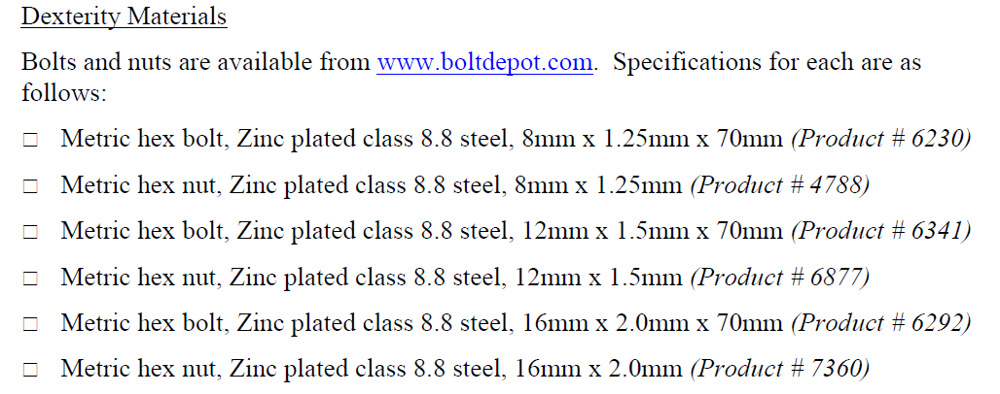 Dexterity Materials
Bolts and nuts are available from www.boltdepot.com.  Specifications for each are as
follows:
□ Metric hex bolt, Zinc plated class 8.8 steel, 8mm x 1.25mm x 70mm (Product # 6230)
□ Metric hex nut, Zinc plated class 8.8 steel, 8mm x 1.25mm (Product # 4788)
□ Metric hex bolt, Zinc plated class 8.8 steel, 12mm x 1.5mm x 70mm (Product # 6341)
□ Metric hex nut, Zinc plated class 8.8 steel, 12mm x 1.5mm (Product # 6877)
□ Metric hex bolt, Zinc plated class 8.8 steel, 16mm x 2.0mm x 70mm (Product # 6292)
□ Metric hex nut, Zinc plated class 8.8 steel, 16mm x 2.0mm (Product # 7360)